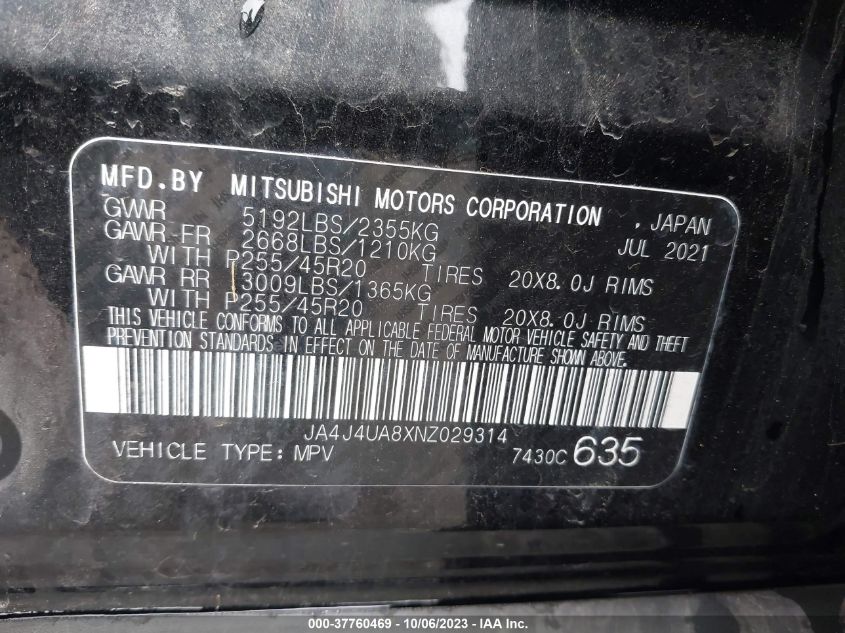 MFD.BY MITSUBISHI MOTORS CORPORATION , JAPAN
GVWR 5192LBS/2355KG JUL 2021
GAWR-FR 2668LBS/1210KG
WITH P255/45R20 TIRES 20X8.0J RIMS
GAWR RR 3009LBS/1365KG
WITH P255/45R20 TIRES 20X8.0J RIMS
THIS VEHICLE CONFORMS TO ALL APPLICABLE FEDERAL MOTOR VEHICLE SAFETY AND THEFT
PREVENTION STANDARDS IN EFFECT ON THE DATE OF MANUFACTURE SHOWN ABOVE.
JA4J4UA8XNZ029314
VEHICLE TYPE: MPV 7430C 635
000-37760469 - 10/06/2023 - IAAI.com